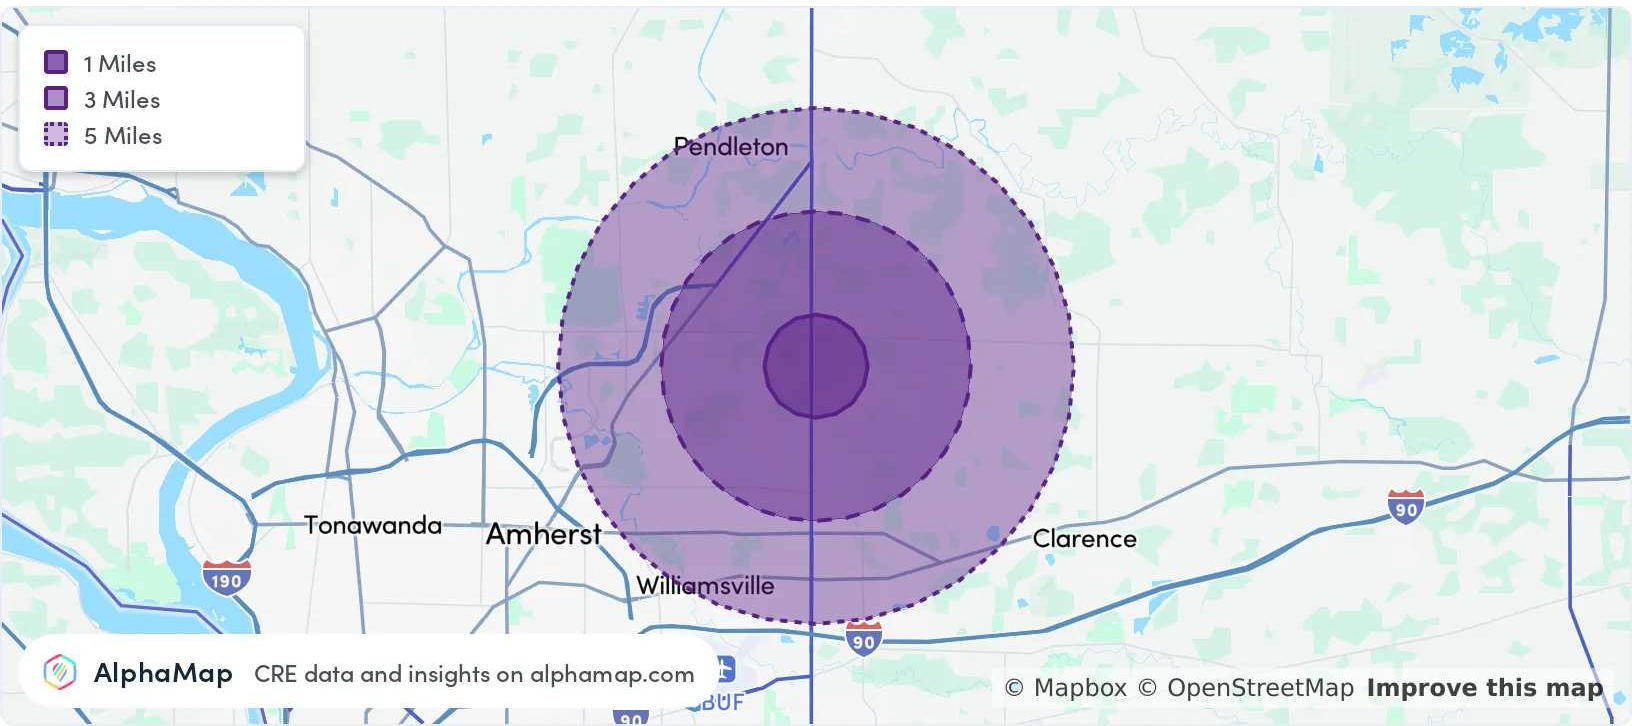 1 Miles
3 Miles
5 Miles
Pendleton
Tonawanda
Amherst
Clarence
Williamsville
90
190
90
AlphaMap CRE data and insights on alphamap.com
BUF
90
© Mapbox © OpenStreetMap Improve this map